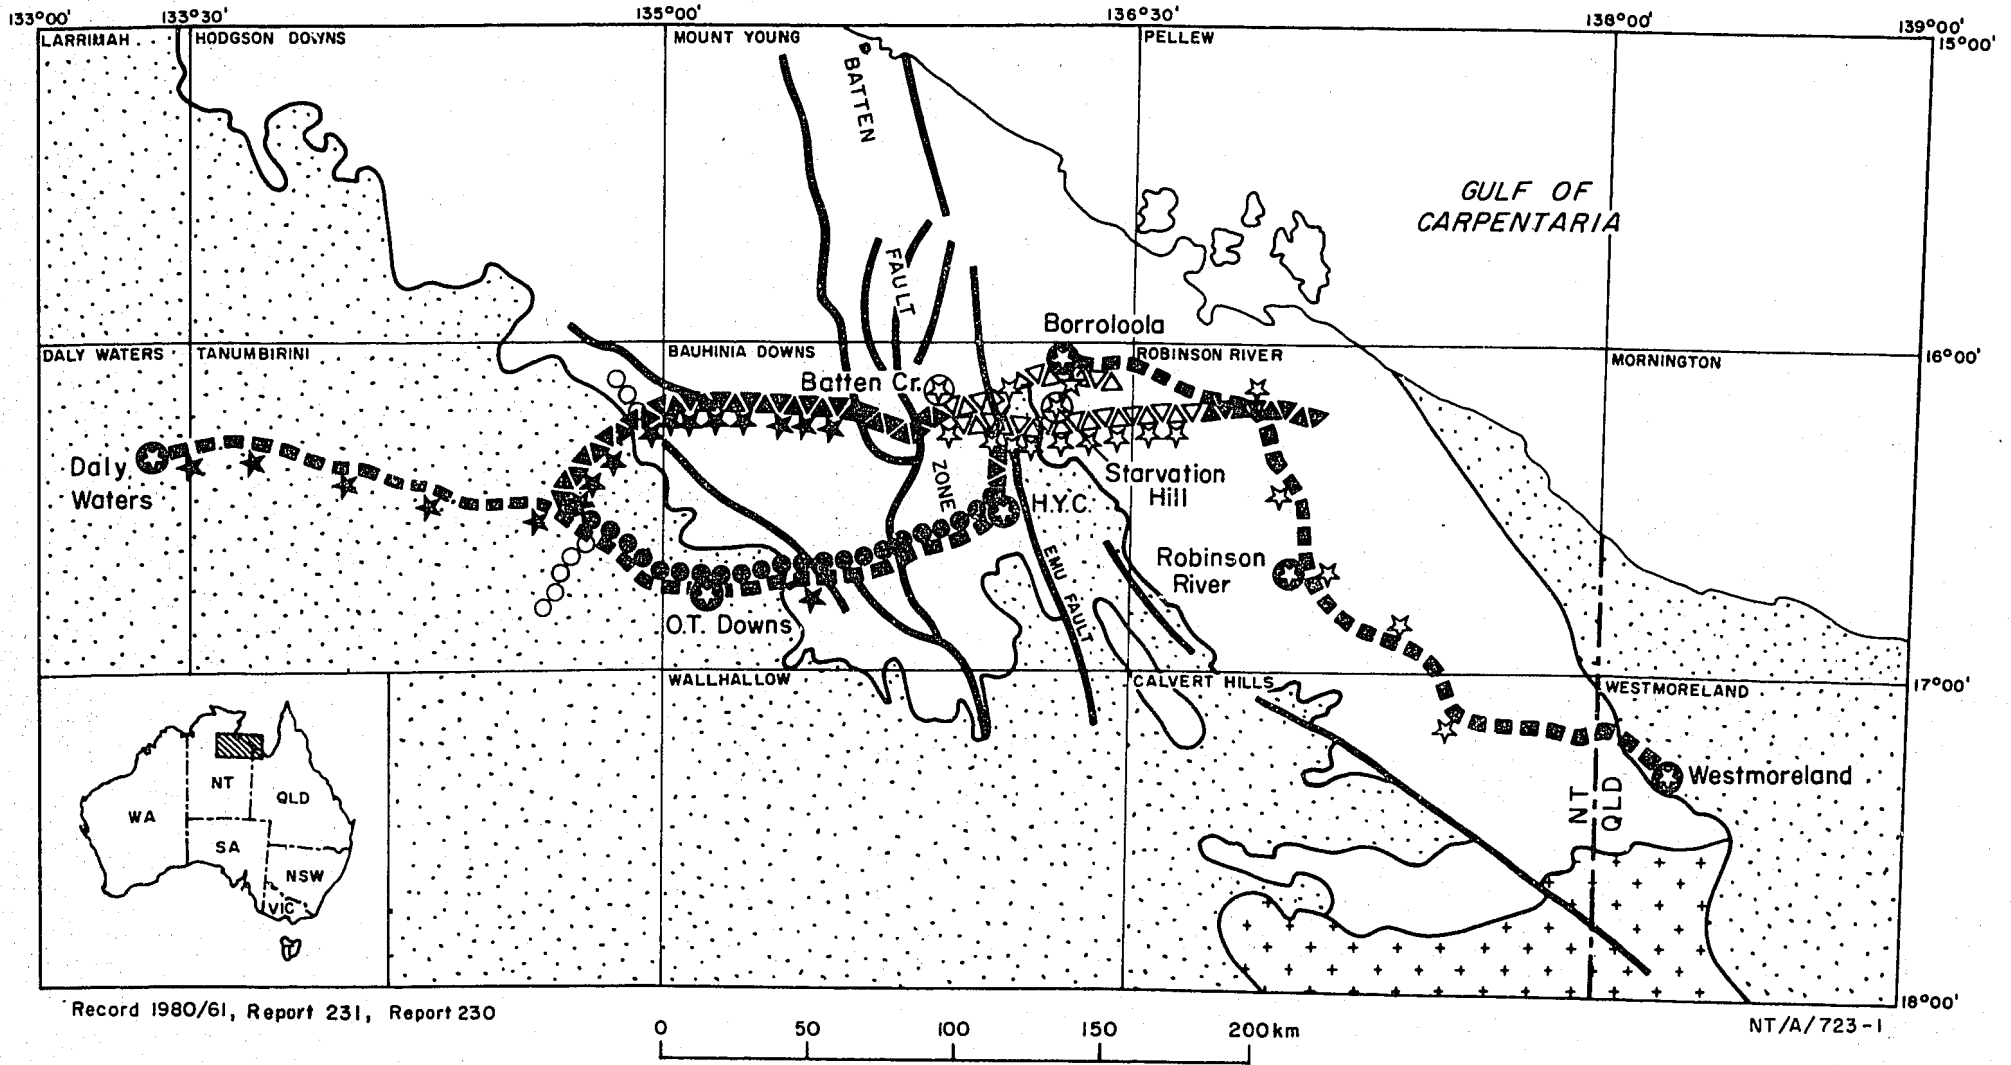 133°00'
133°30'
135°00'
136°30'
138°00'
139°00'
15°00'
LARRIMAH
HODGSON DOWNS
MOUNT YOUNG
PELLEW
BATTEN
FAULT
ZONE
GULF OF
CARPENTARIA
Borroloola
DALY WATERS
TANUMBIRINI
BAUHINIA DOWNS
ROBINSON RIVER
MORNINGTON
16°00'
Batten Cr.
Daly
Waters
Starvation
Hill
H.Y.C.
EMU FAULT
Robinson
River
O.T. Downs
WALLHALLOW
CALVERT HILLS
WESTMORELAND
17°00'
Westmoreland
NT
QLD
WA
NT
QLD
SA
NSW
VIC
18°00'
Record 1980/61, Report 231, Report 230
0 50 100 150 200 km
NT/A/723-1